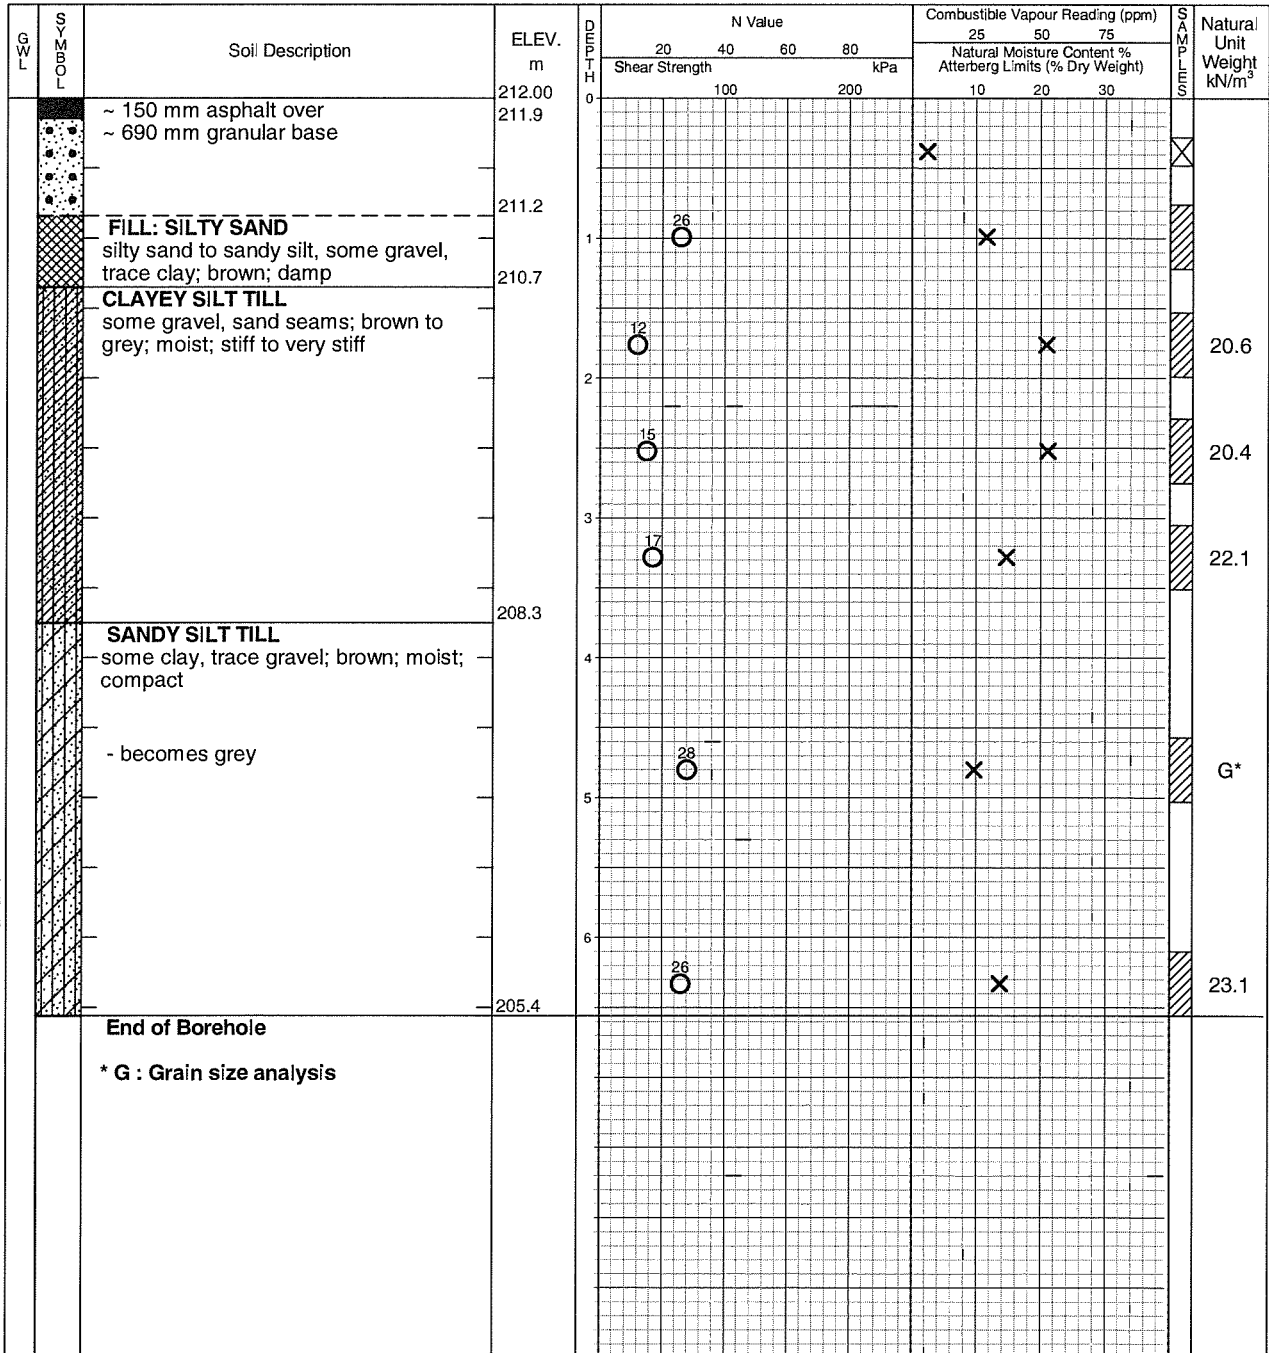 GWL
SYMBOL
Soil Description
ELEV.
m
DEPTH
N Value
20 40 60 80
Shear Strength kPa
100 200
Combustible Vapour Reading (ppm)
25 50 75
Natural Moisture Content %
Atterberg Limits (% Dry Weight)
10 20 30
SAMPLES
Natural
Unit
Weight
kN/m³
212.00
0
~ 150 mm asphalt over
211.9
~ 690 mm granular base
211.2
FILL: SILTY SAND
26
1
silty sand to sandy silt, some gravel,
trace clay; brown; damp
210.7
CLAYEY SILT TILL
some gravel, sand seams; brown to
12
grey; moist; stiff to very stiff
20.6
2
15
20.4
3
17
22.1
208.3
SANDY SILT TILL
some clay, trace gravel; brown; moist;
4
compact
- becomes grey
28
G*
5
6
26
23.1
205.4
End of Borehole
* G : Grain size analysis